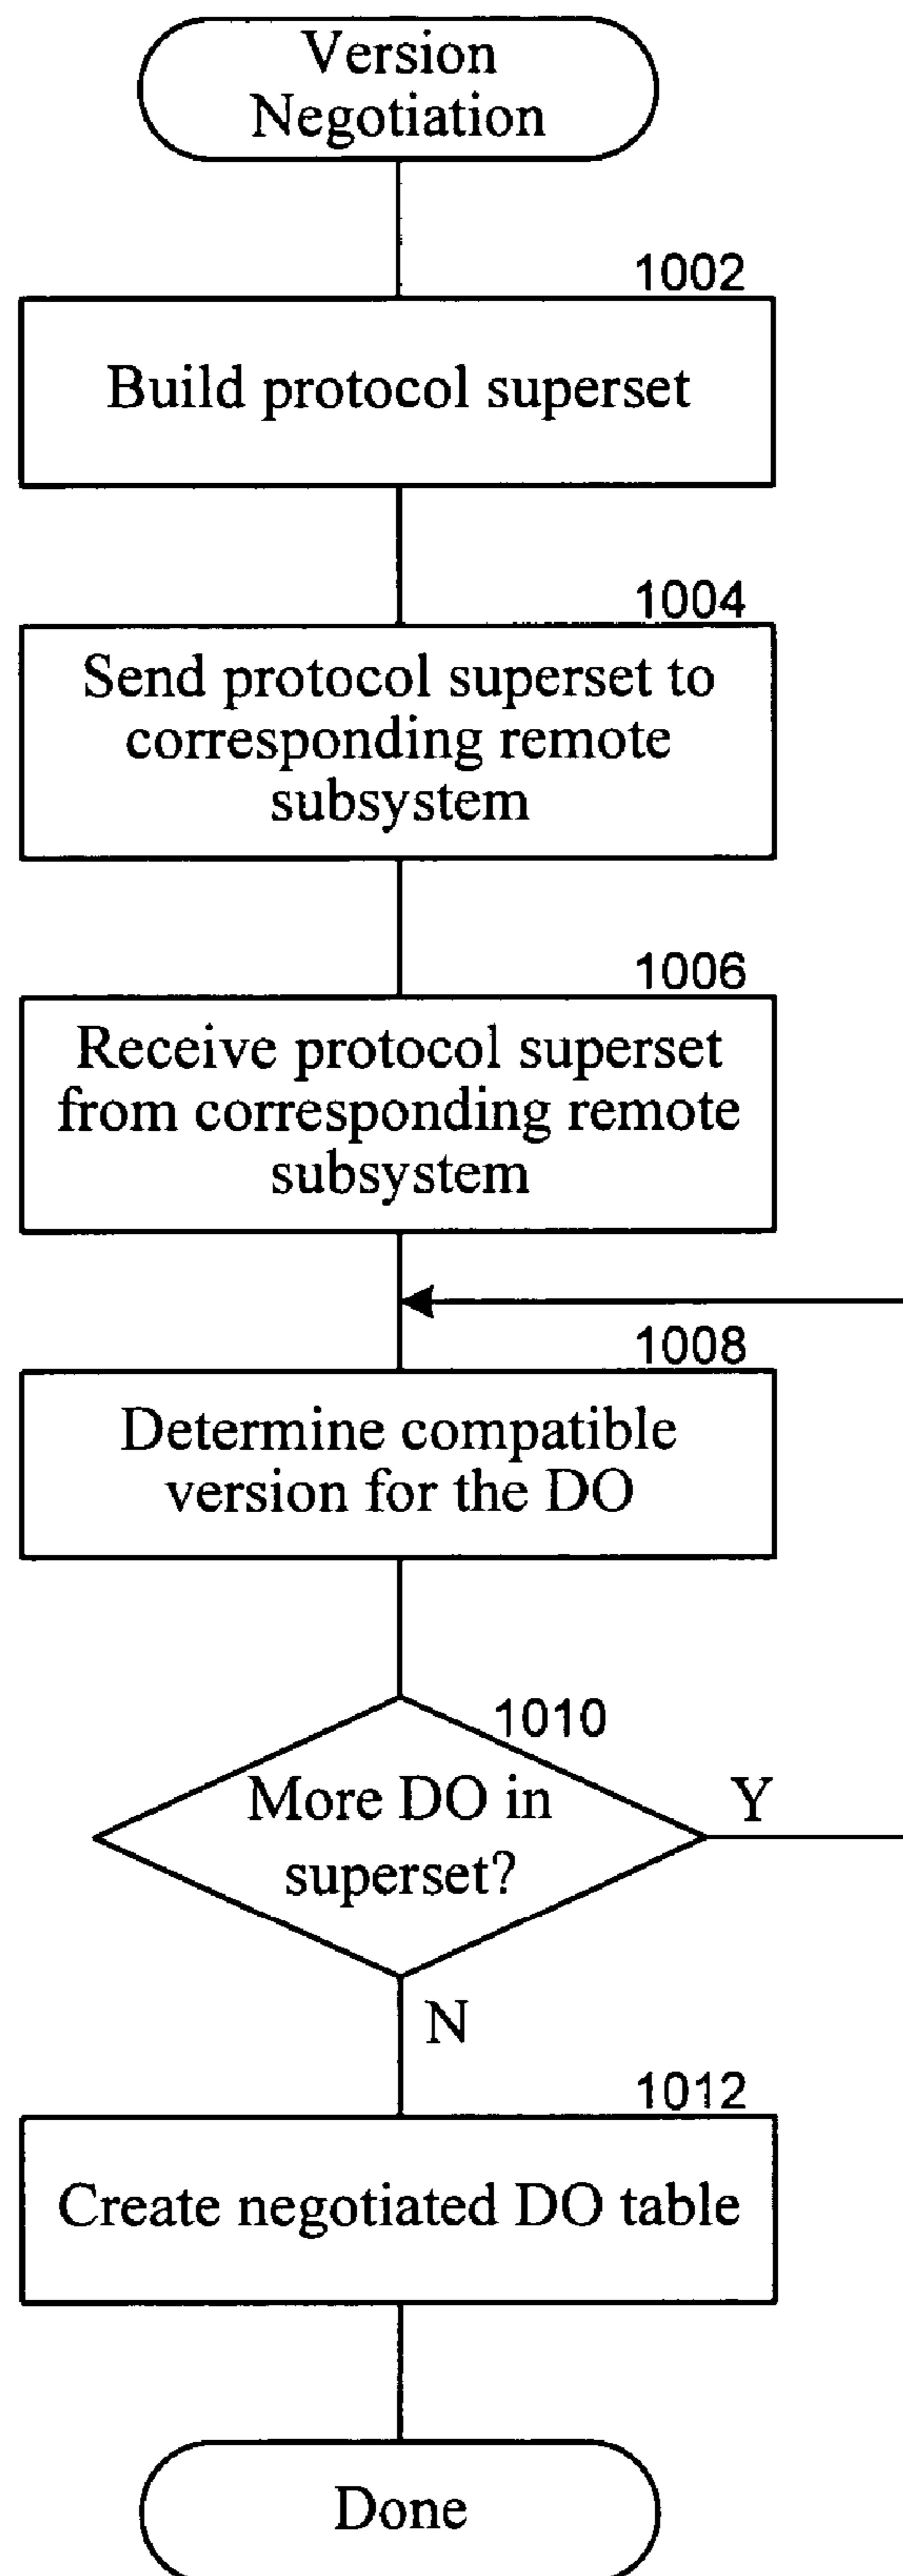 Version
Negotiation
1002
Build protocol superset
1004
Send protocol superset to
corresponding remote
subsystem
1006
Receive protocol superset
from corresponding remote
subsystem
1008
Determine compatible
version for the DO
1010
More DO in
superset?
Y
N
1012
Create negotiated DO table
Done